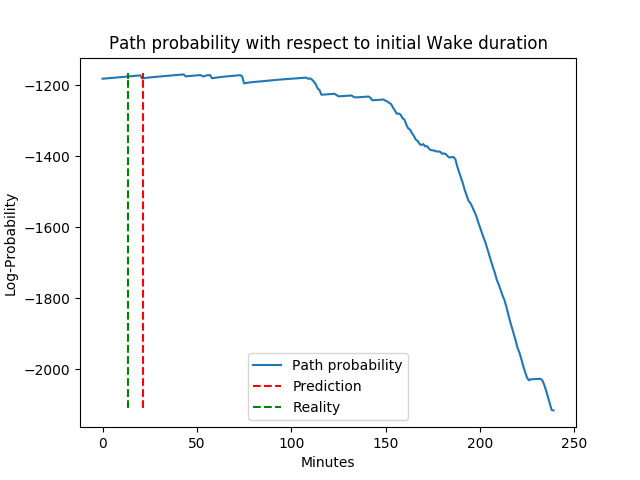 Path probability with respect to initial Wake duration
Log-Probability
−1200
−1400
−1600
−1800
−2000
0 50 100 150 200 250
Minutes
Path probability
Prediction
Reality